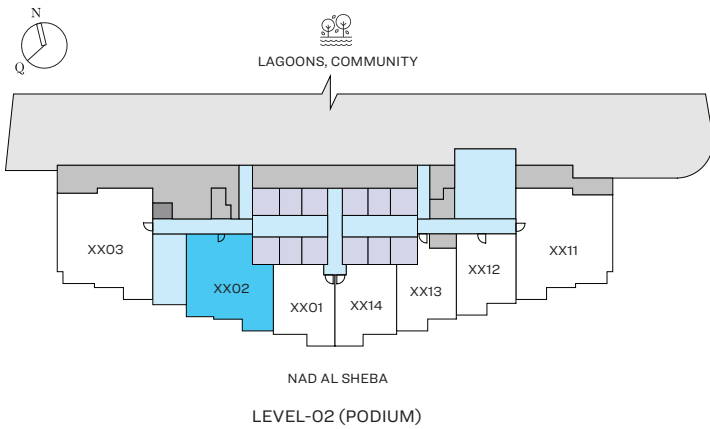 N
Q
LAGOONS, COMMUNITY
XX03
XX02
XX01
XX14
XX13
XX12
XX11
NAD AL SHEBA
LEVEL-02 (PODIUM)